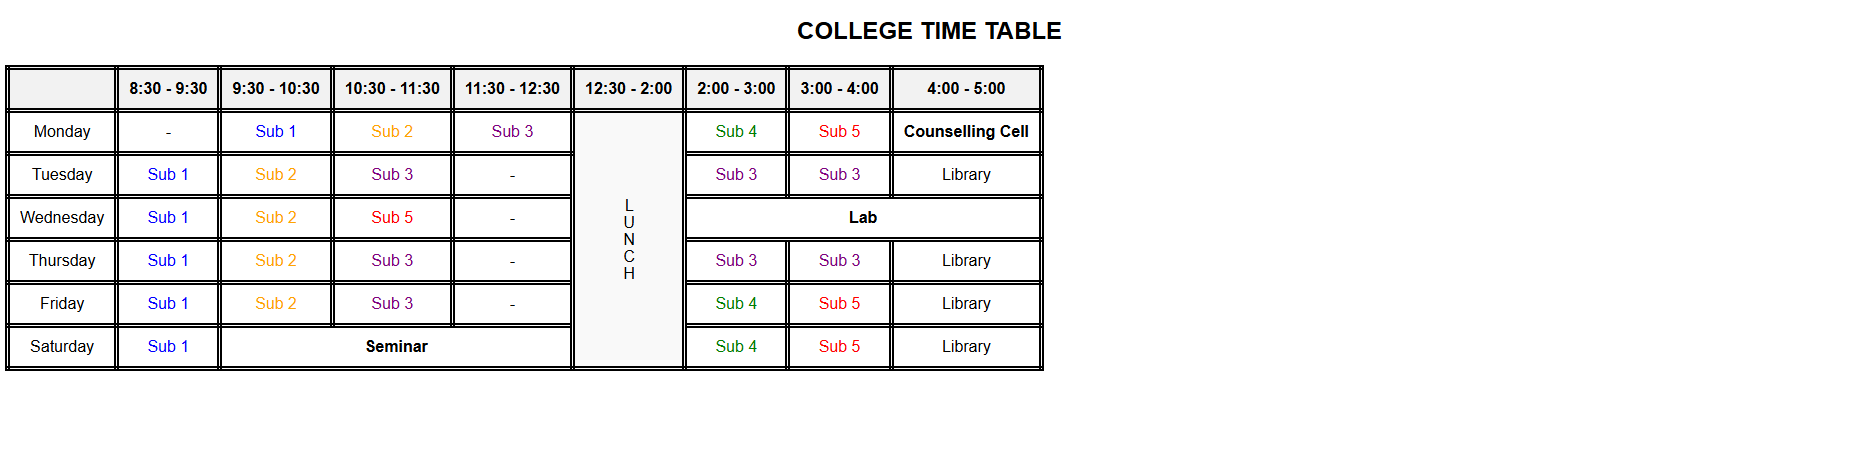 COLLEGE TIME TABLE
8:30 - 9:30 9:30 - 10:30 10:30 - 11:30 11:30 - 12:30 12:30 - 2:00 2:00 - 3:00 3:00 - 4:00 4:00 - 5:00
Monday - Sub 1 Sub 2 Sub 3 Sub 4 Sub 5 Counselling Cell
Tuesday Sub 1 Sub 2 Sub 3 - Sub 3 Sub 3 Library
Wednesday Sub 1 Sub 2 Sub 5 - Lab
Thursday Sub 1 Sub 2 Sub 3 - Sub 3 Sub 3 Library
Friday Sub 1 Sub 2 Sub 3 - Sub 4 Sub 5 Library
Saturday Sub 1 Seminar Sub 4 Sub 5 Library
L
U
N
C
H